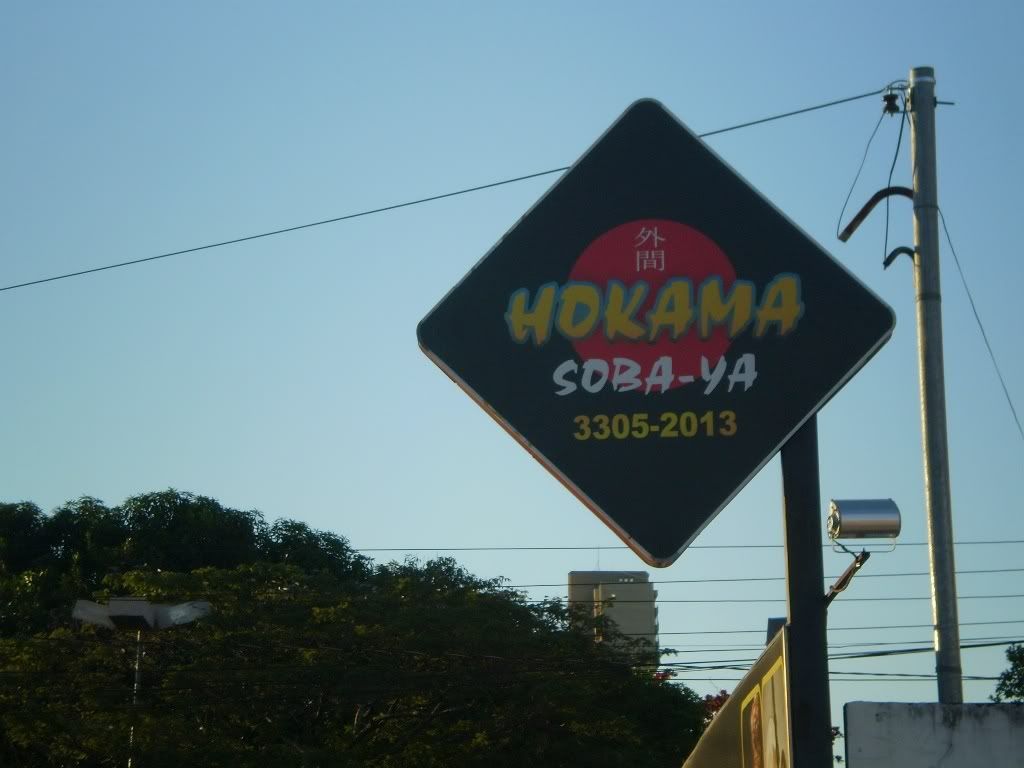 外
間
HOKAMA
SOBA-YA
3305-2013